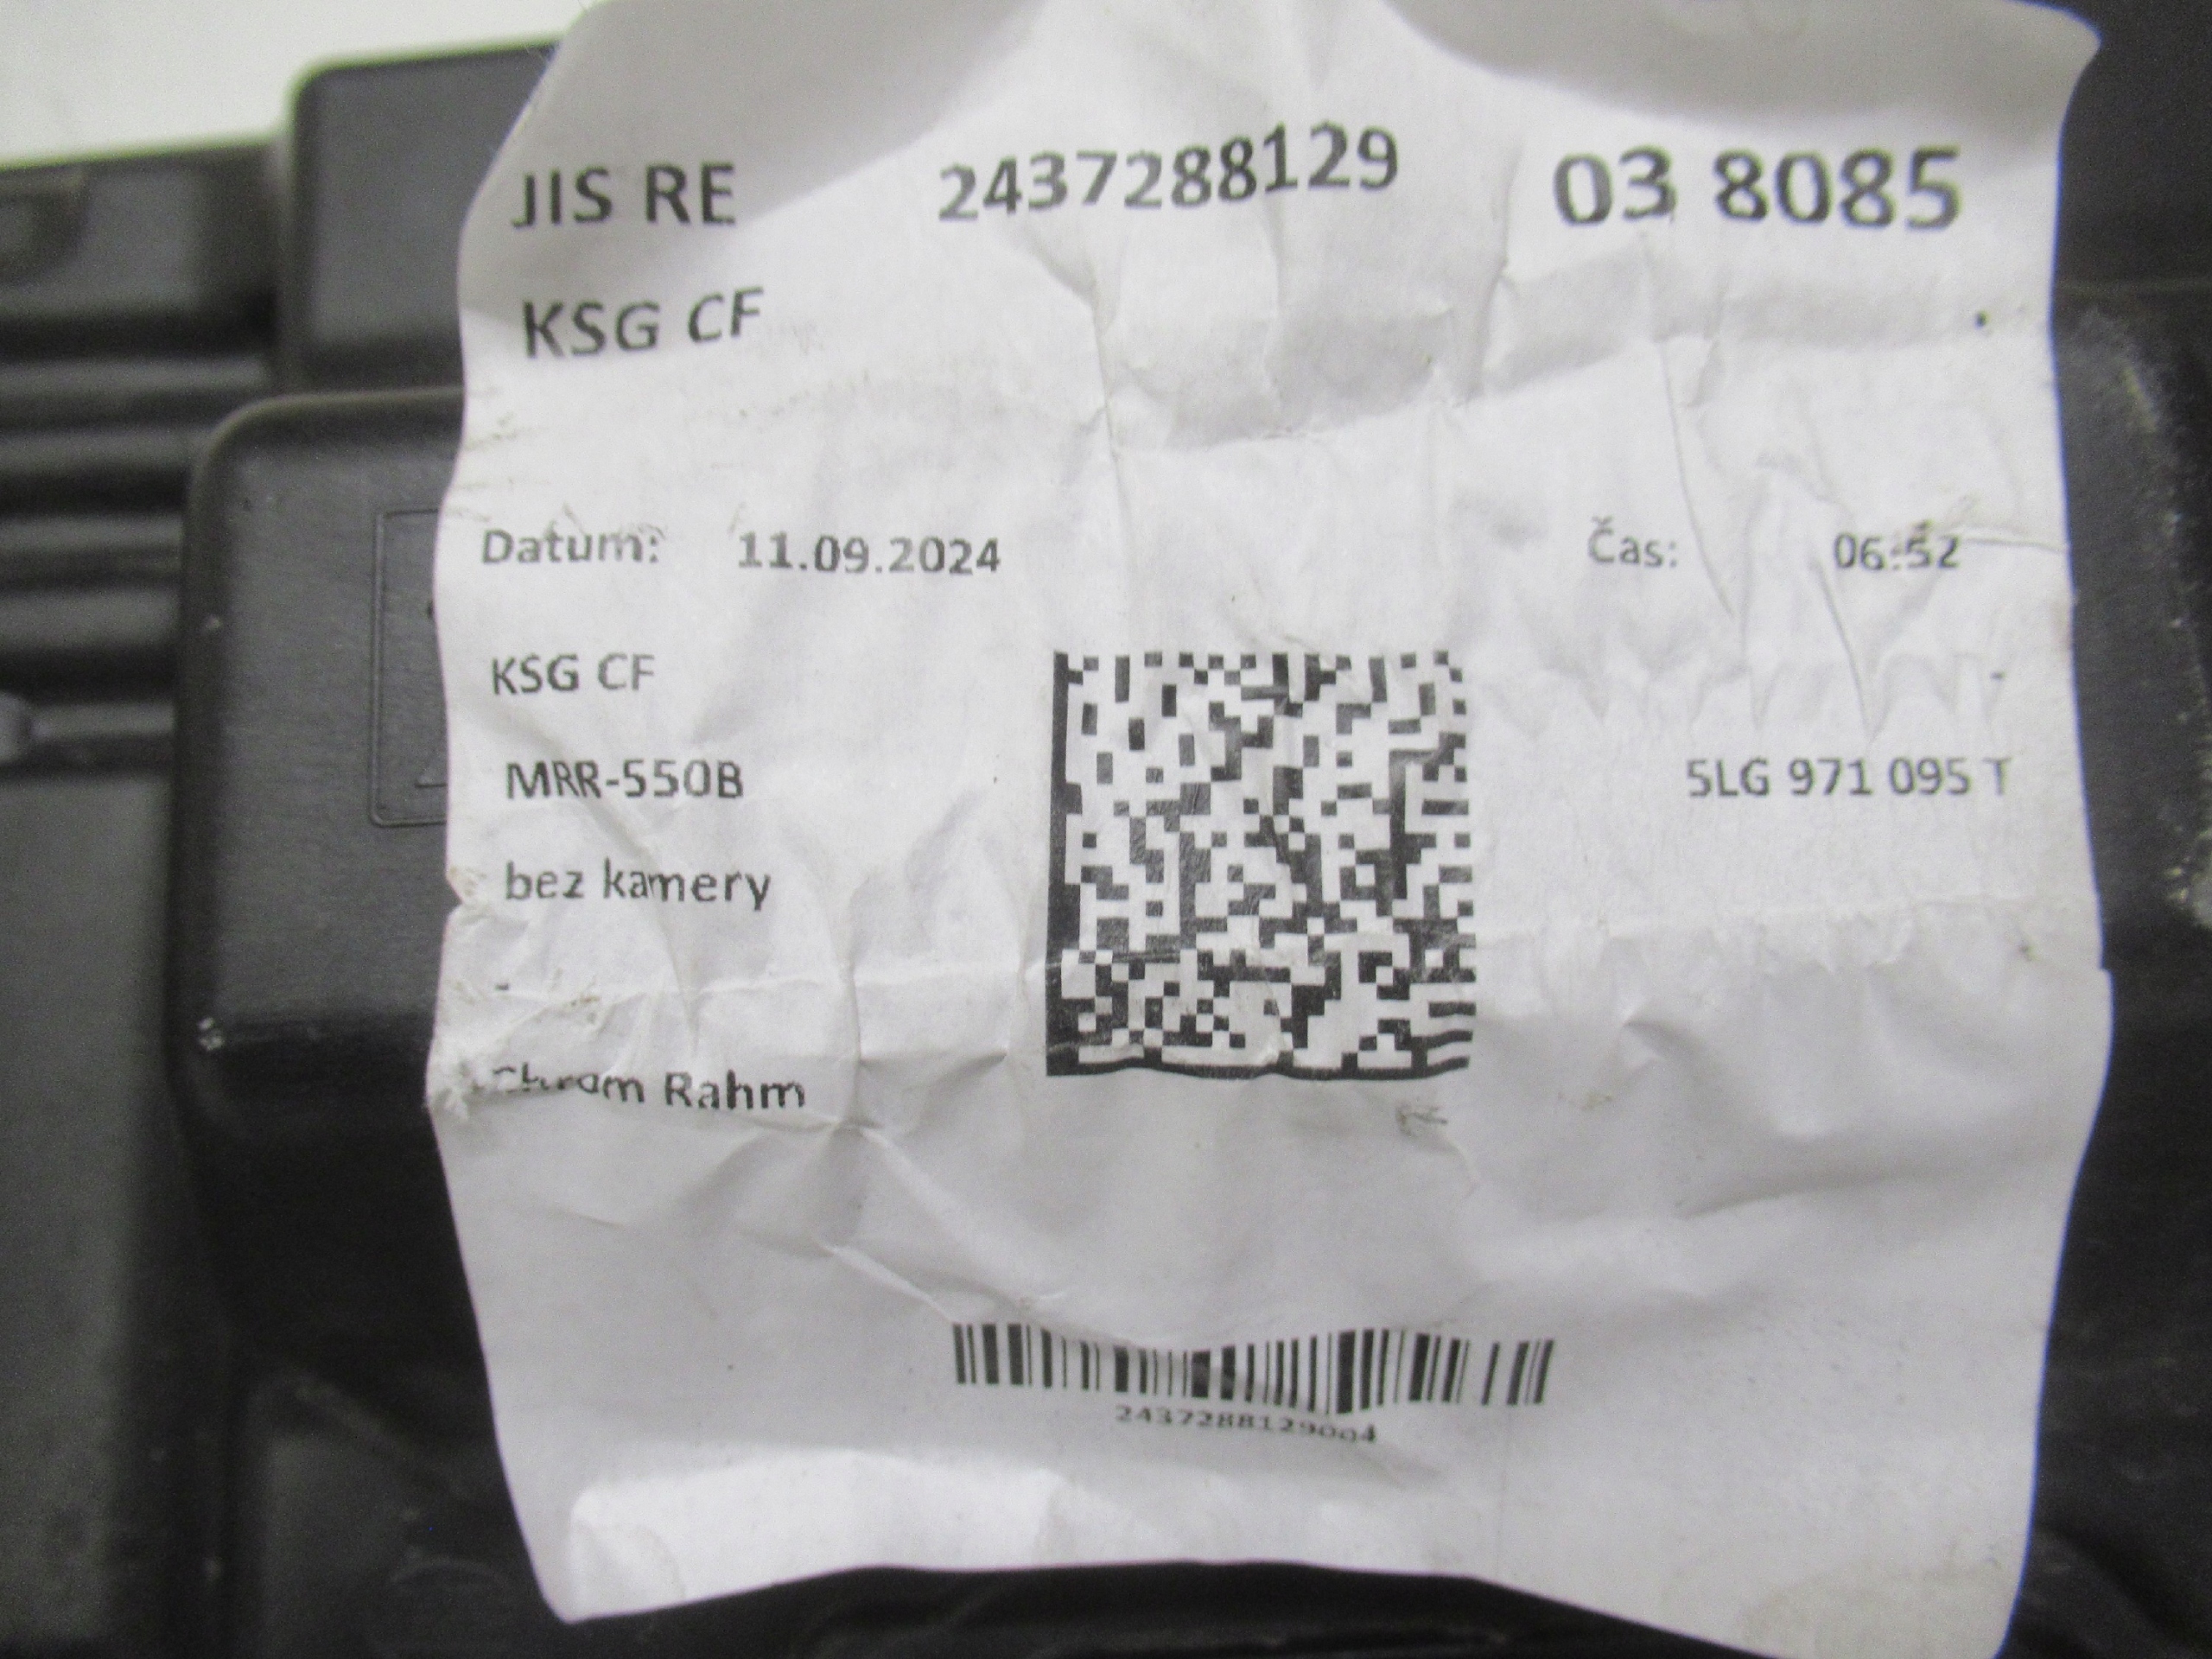 JIS RE 2437288129 03 8085
KSG CF
Datum: 11.09.2024 Čas: 06:52
KSG CF
MRR-550B 5LG 971 095 T
bez kamery
Chrom Rahm
2437288129004